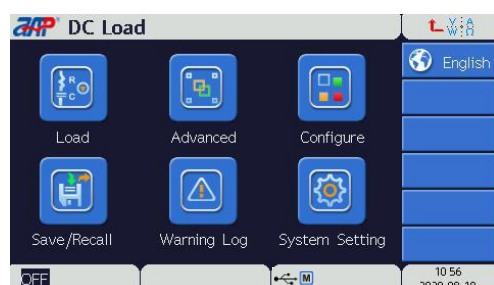 DC Load
V A
W Ω
English
R
C
Load
Advanced
Configure
Save/Recall
Warning Log
System Setting
OFF
M
10 56